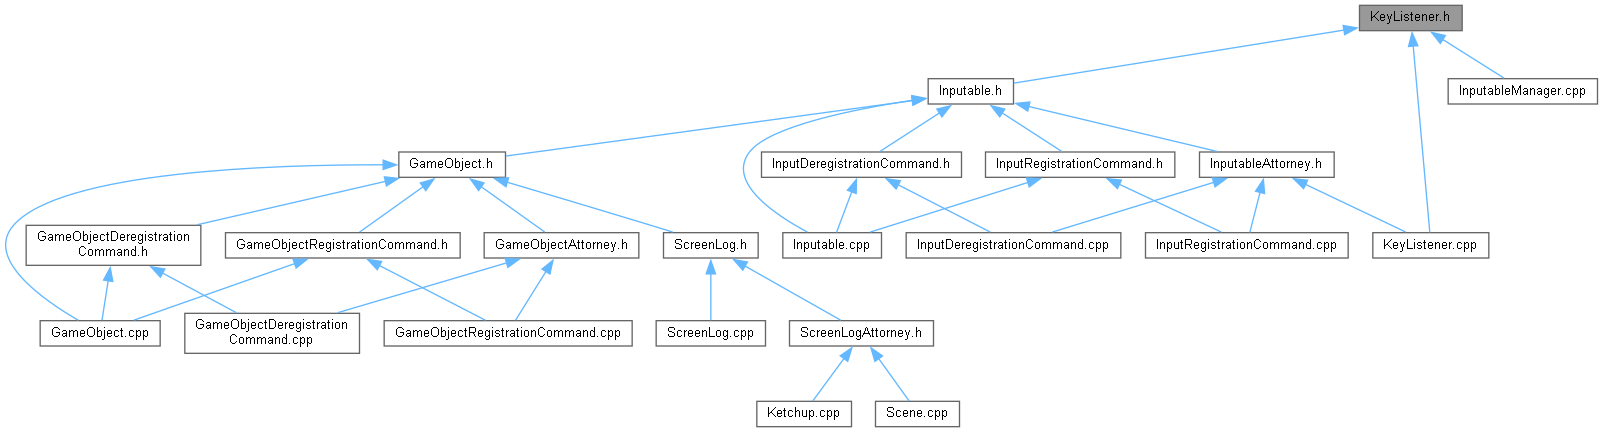 KeyListener.h
Inputable.h
InputableManager.cpp
GameObject.h
InputDeregistrationCommand.h
InputRegistrationCommand.h
InputableAttorney.h
GameObjectDeregistration
Command.h
GameObjectRegistrationCommand.h
GameObjectAttorney.h
ScreenLog.h
Inputable.cpp
InputDeregistrationCommand.cpp
InputRegistrationCommand.cpp
KeyListener.cpp
GameObject.cpp
GameObjectDeregistration
Command.cpp
GameObjectRegistrationCommand.cpp
ScreenLog.cpp
ScreenLogAttorney.h
Ketchup.cpp
Scene.cpp